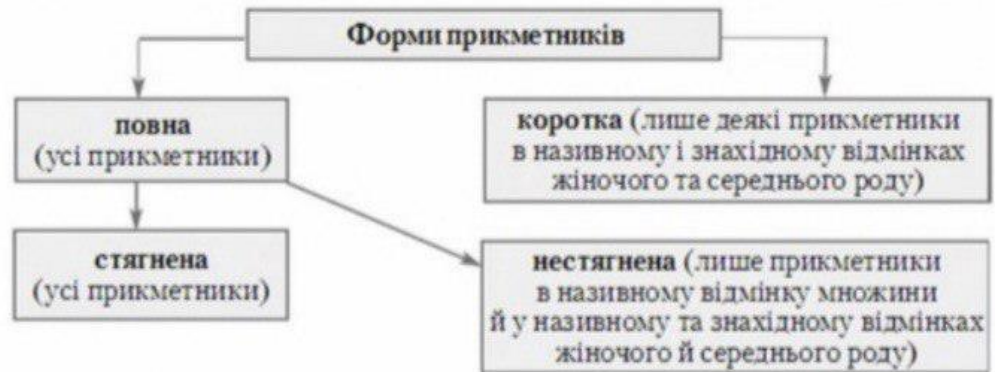 Форми прикметників
повна
(усі прикметники)
коротка (лише деякі прикметники
в називному і знахідному відмінках
жіночого та середнього роду)
стягнена
(усі прикметники)
нестягнена (лише прикметники
в називному відмінку множини
й у називному та знахідному відмінках
жіночого й середнього роду)